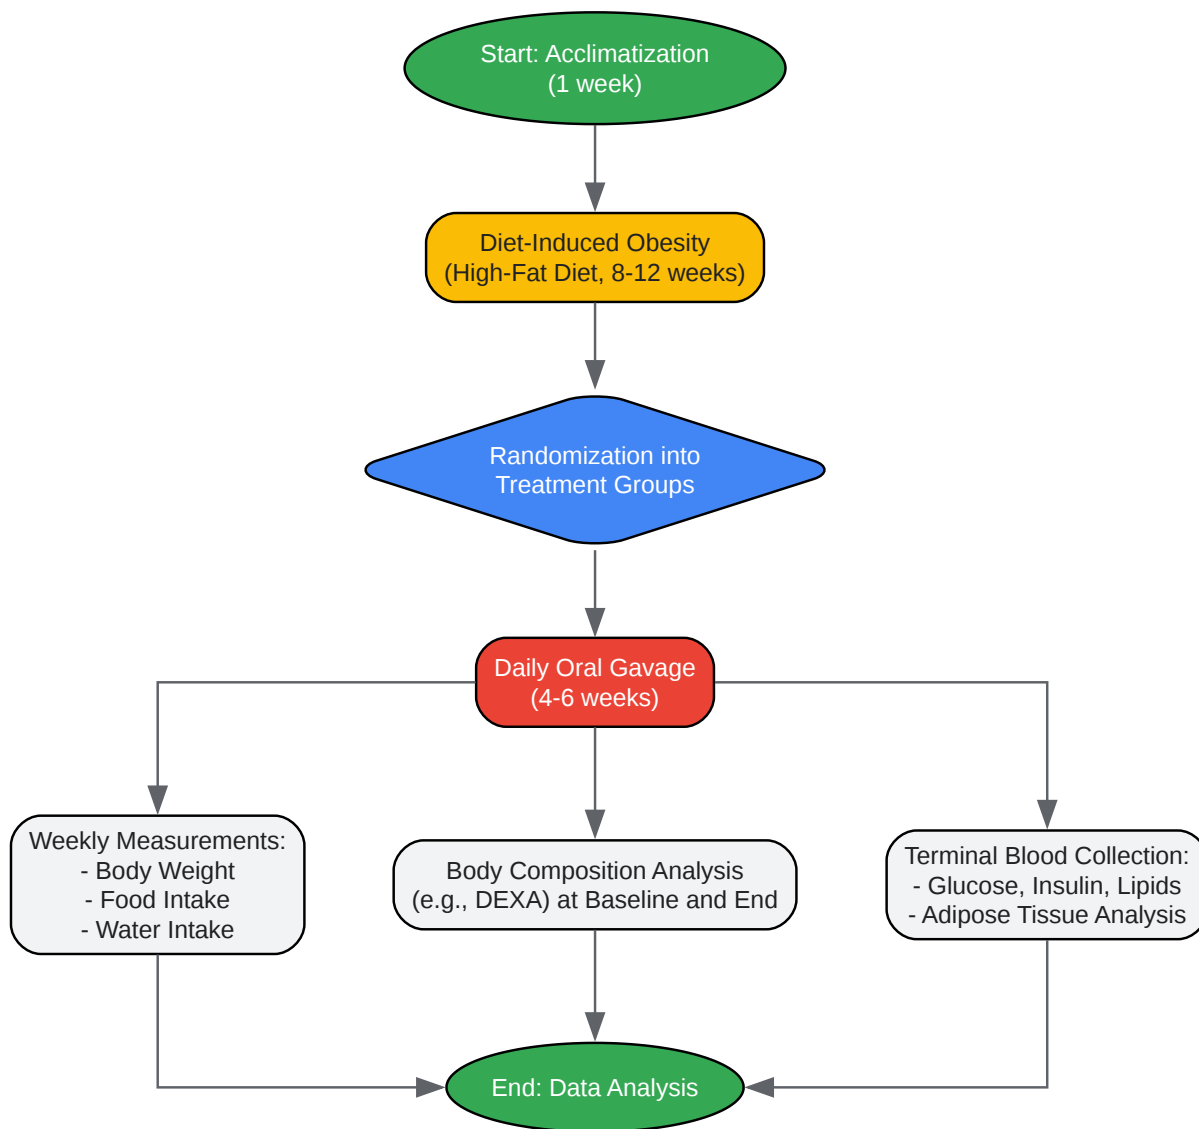 Start: Acclimatization
(1 week)
Diet-Induced Obesity
(High-Fat Diet, 8-12 weeks)
Randomization into
Treatment Groups
Daily Oral Gavage
(4-6 weeks)
Weekly Measurements:
- Body Weight
- Food Intake
- Water Intake
Body Composition Analysis
(e.g., DEXA) at Baseline and End
Terminal Blood Collection:
- Glucose, Insulin, Lipids
- Adipose Tissue Analysis
End: Data Analysis